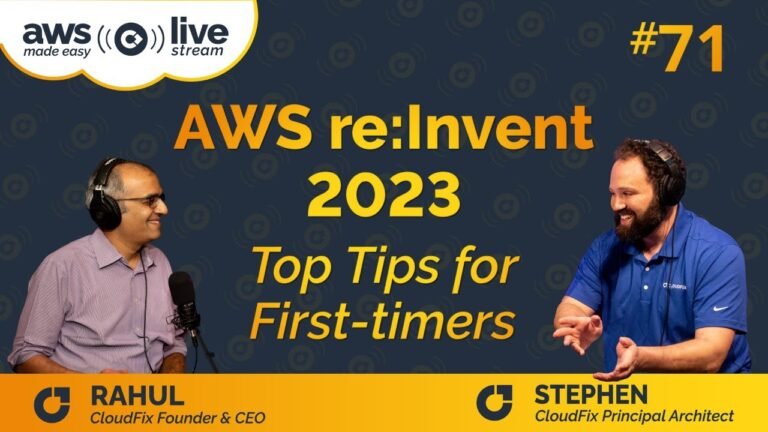 aws live
made easy stream
#71
AWS re:Invent
2023
Top Tips for
First-timers
CLOUDFIX
RAHUL
CloudFix Founder & CEO
STEPHEN
CloudFix Principal Architect